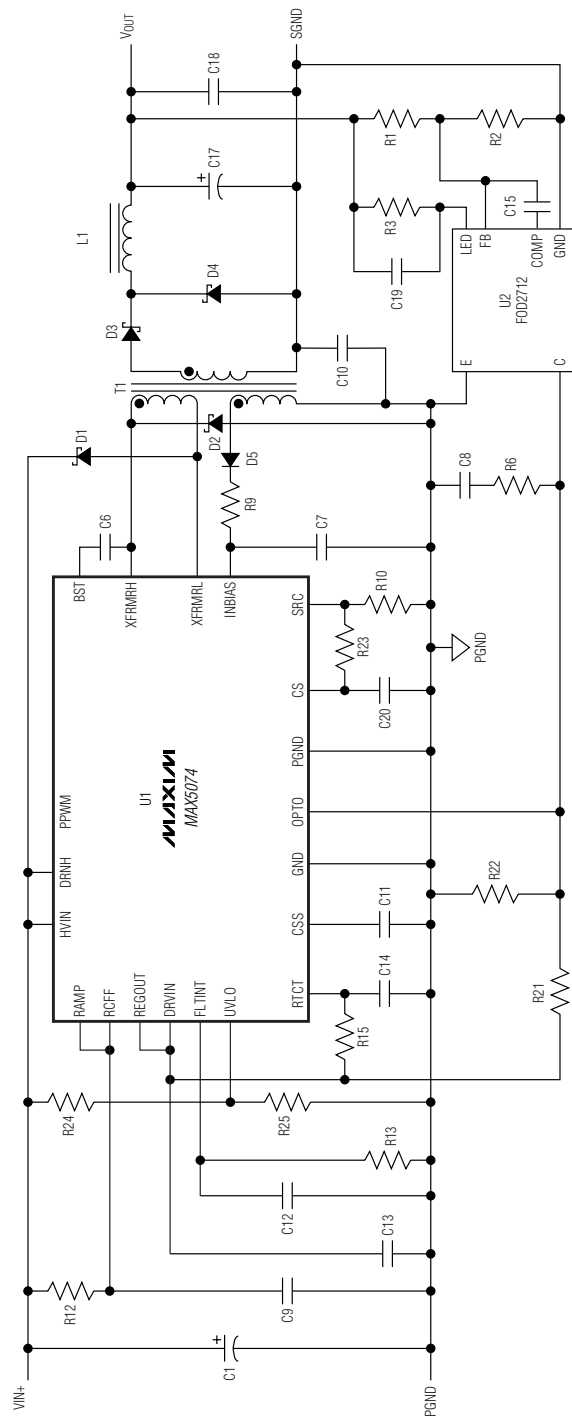 VOUT
SGND
C18
C17
L1
R1
R2
R3
C19
C15
LED
FB
COMP
GND
U2
FOD2712
E
C
D3
D4
T1
C10
D1
D2
D5
R9
C6
C7
C8
R6
BST
XFRMRH
XFRMRL
INBIAS
SRC
R10
R23
CS
C20
PGND
PGND
PPWM
U1
MAXIM
MAX5074
OPTO
DRNH
HVIN
GND
CSS
C11
R22
RAMP
RCFF
REGOUT
DRVIN
FLTINT
UVLO
RTCT
C14
R15
R21
R24
R25
R13
C12
C13
R12
C9
C1
VIN+
PGND
+
+